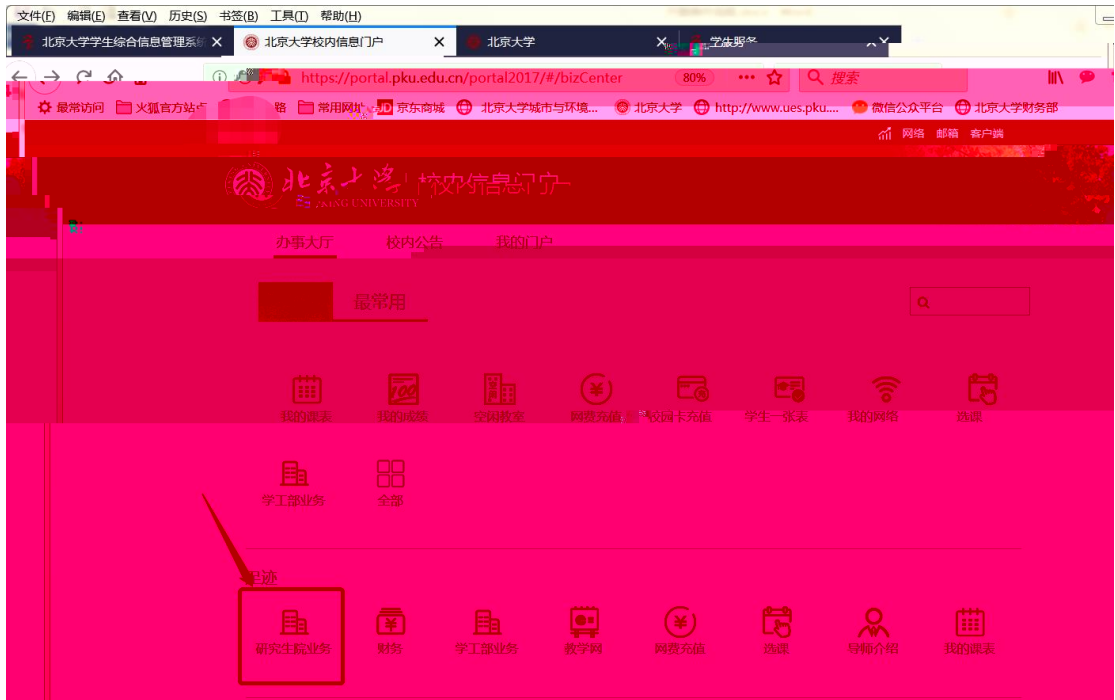 文件(F) 编辑(E) 查看(V) 历史(S) 书签(B) 工具(T) 帮助(H)
北京大学学生综合信息管理系统 北京大学校内信息门户 北京大学
https://portal.pku.edu.cn/portal2017/#/bizCenter 80% 搜索
最常访问 火狐官方站点 常用网址 京东商城 北京大学城市与环境... 北京大学 http://www.ues.pku.... 微信公众平台 北京大学财务部
网络 邮箱 客户端
北京大学 校内信息门户
UNIVERSITY
办事大厅 校内公告 我的门户
最常用
我的课表 我的成绩 空闲教室 网费充值 校园卡充值 学生一张表 我的网络 选课
学工部业务 全部
足迹
研究生院业务 财务 学工部业务 教学网 网费充值 选课 导师介绍 我的课表